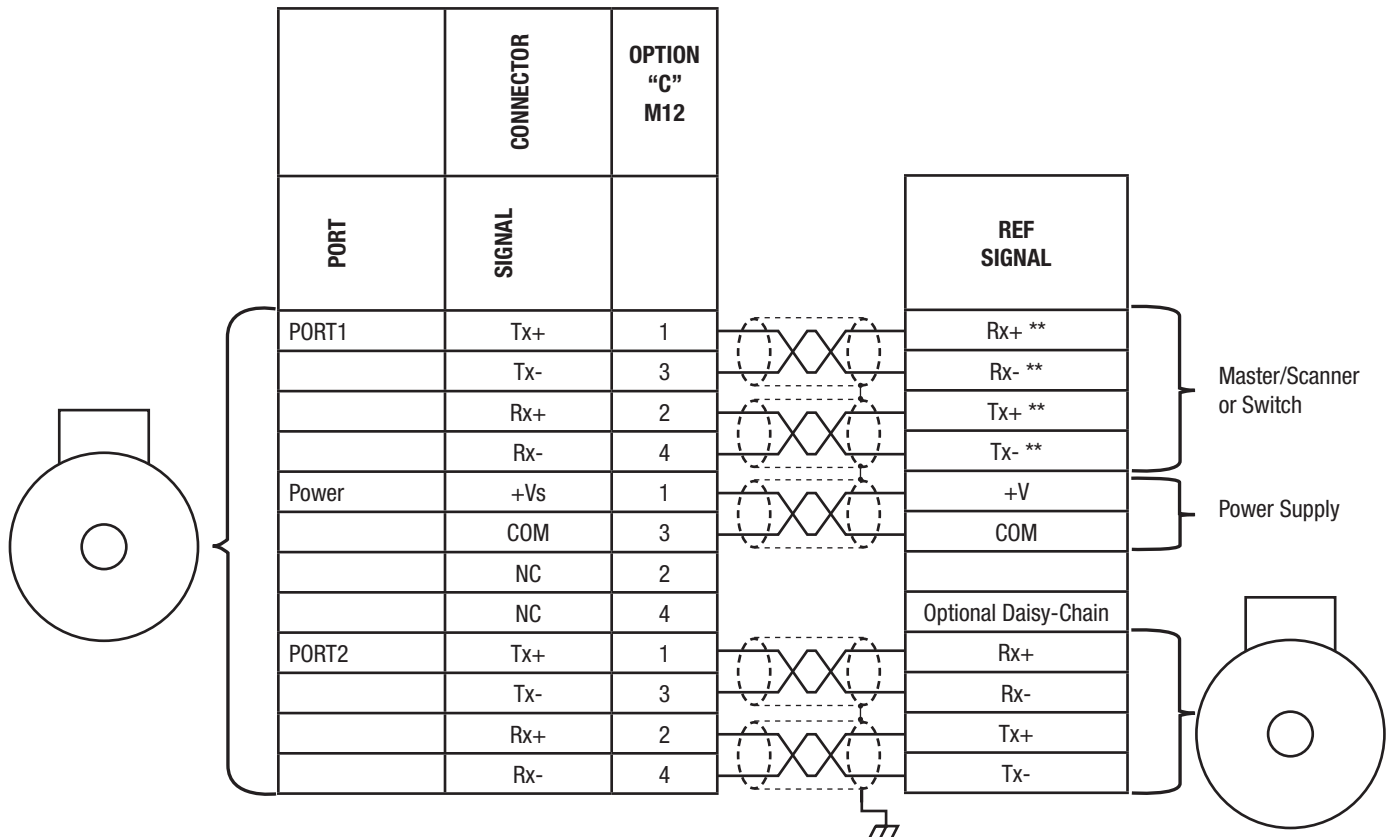 CONNECTOR
OPTION
“C”
M12
PORT
SIGNAL
REF
SIGNAL
PORT1 Tx+ 1 Rx+ **
Tx- 3 Rx- **
Rx+ 2 Tx+ **
Rx- 4 Tx- **
Master/Scanner
or Switch
Power +Vs 1 +V
COM 3 COM
Power Supply
NC 2
NC 4 Optional Daisy-Chain
PORT2 Tx+ 1 Rx+
Tx- 3 Rx-
Rx+ 2 Tx+
Rx- 4 Tx-